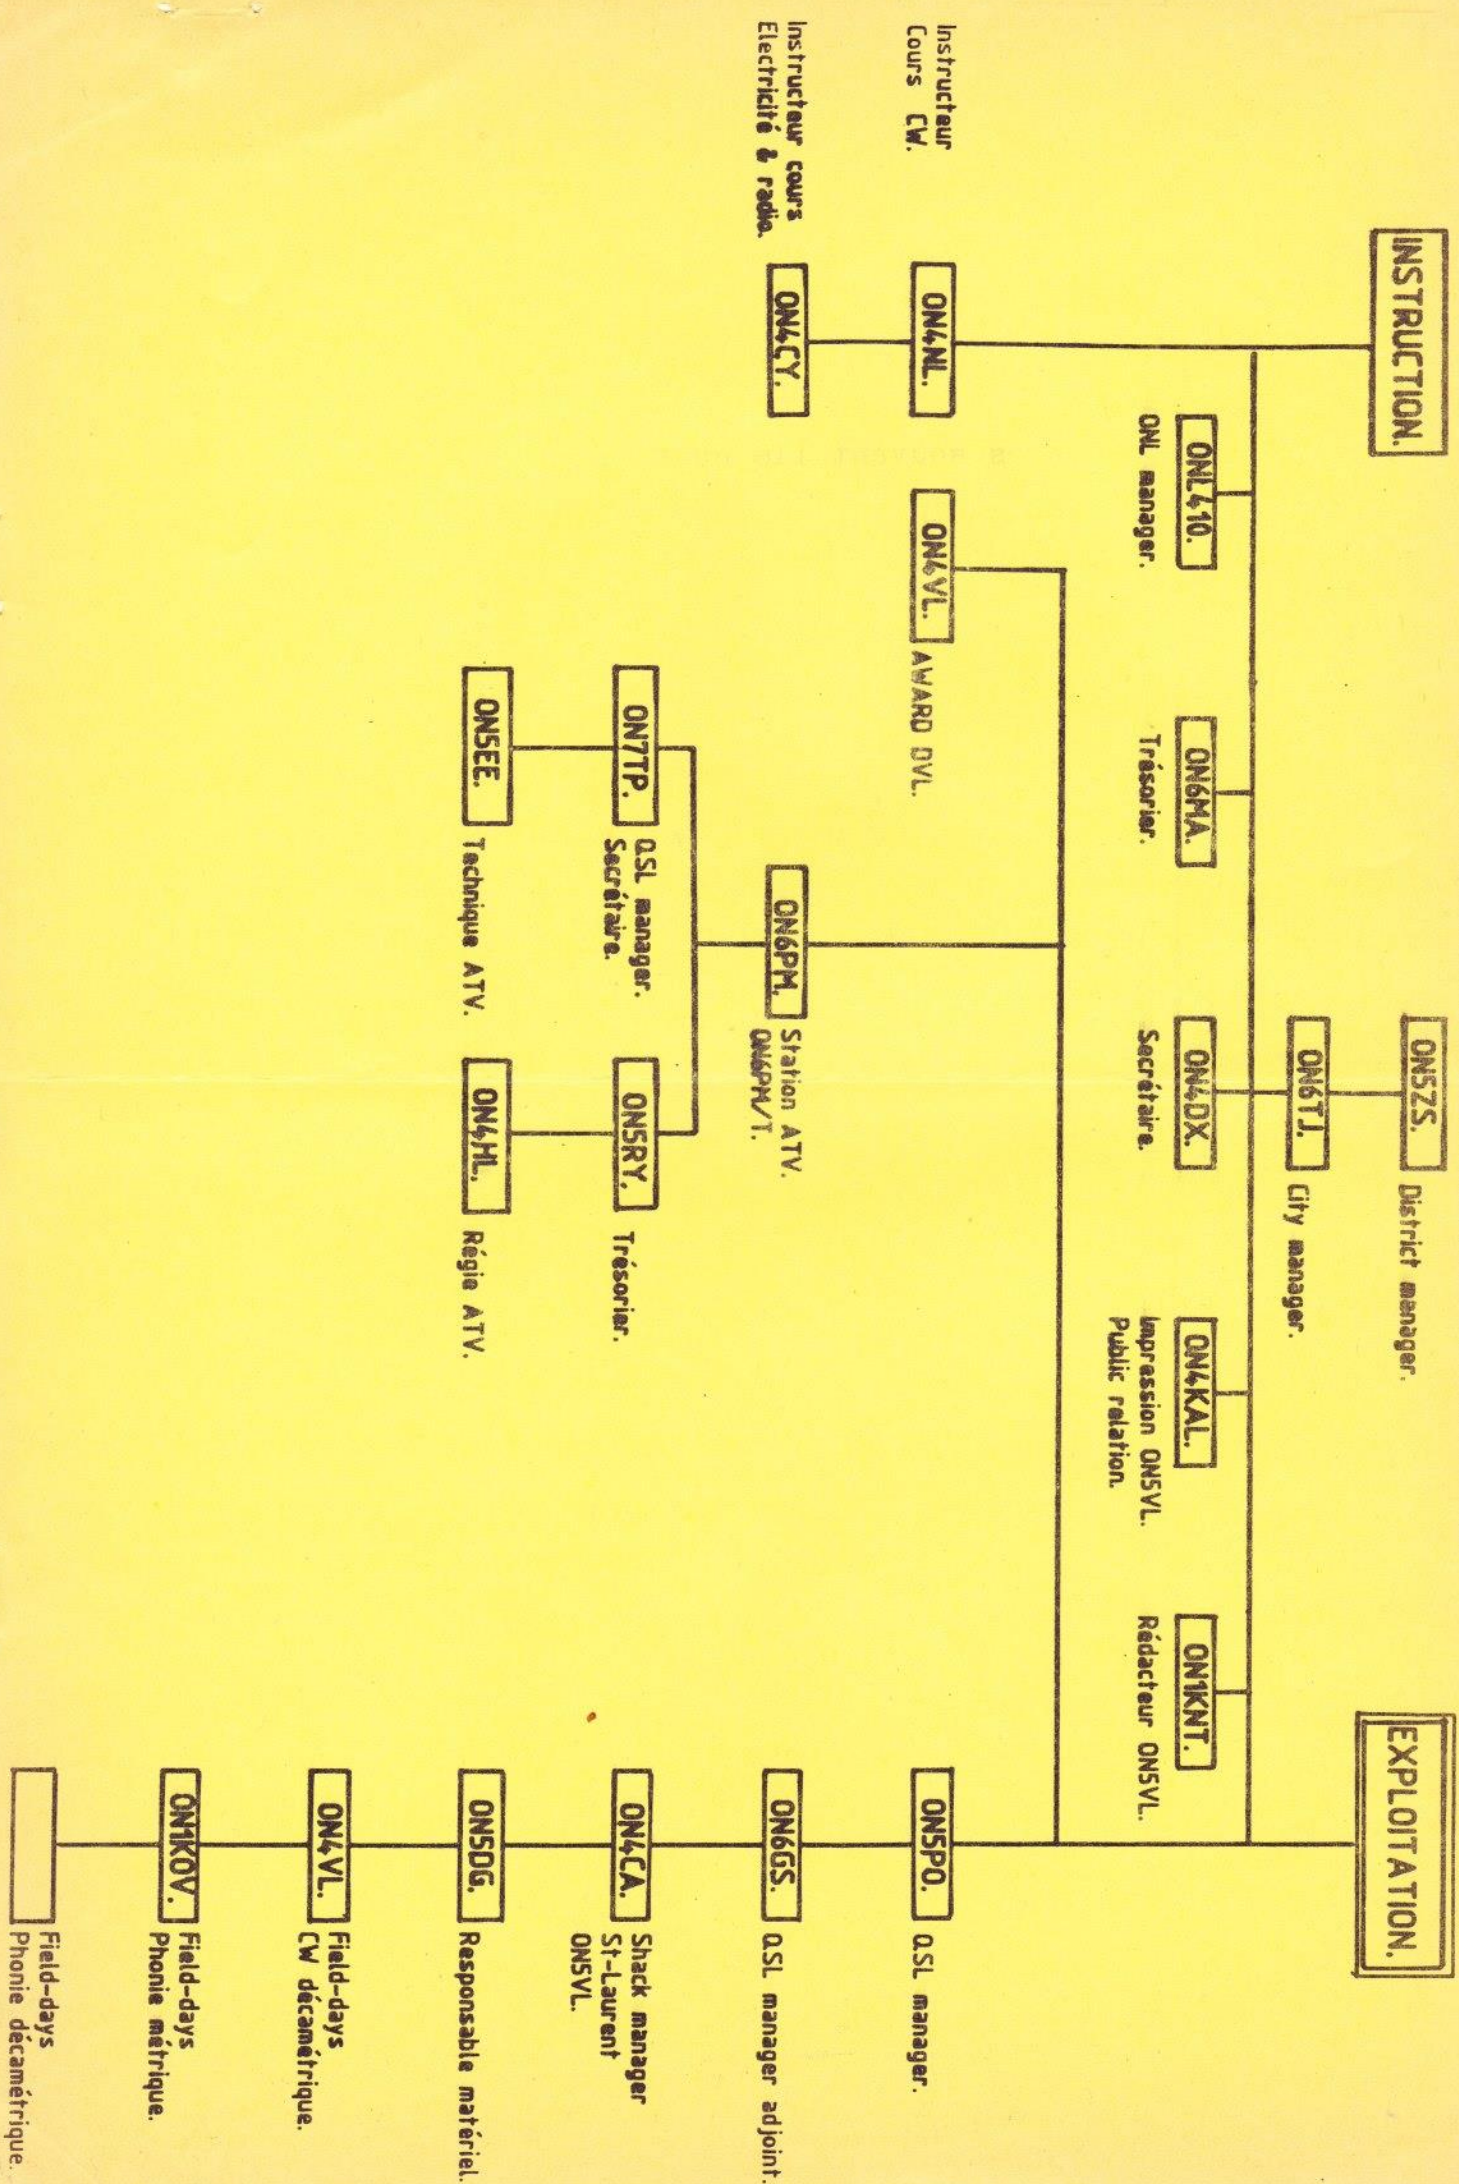 ON5ZS.
District manager.
INSTRUCTION.
EXPLOITATION.
ON6TJ.
City manager.
ONL410.
ONL manager.
ON6MA.
Trésorier.
ON4DX.
Secrétaire.
ON4KAL.
Impression ON5VL.
Public relation.
ON1KNT.
Rédacteur ON5VL.
Instructeur
Cours CW.
ON4NL.
ON4VL.
AWARD DVL.
ON5PO.
QSL manager.
Instructeur cours
Electricité & radio.
ON4CY.
ON6PM.
Station ATV.
ON6PM/T.
ON6GS.
QSL manager adjoint.
ON7TP.
QSL manager.
Secrétaire.
ON5RY.
Trésorier.
ON4CA.
Shack manager
St-Laurent
ON5VL.
ON5EE.
Technique ATV.
ON4HL.
Régie ATV.
ON5DG.
Responsable matériel.
ON4VL.
Field-days
CW décamétrique.
ON1KOV.
Field-days
Phonie métrique.
Field-days
Phonie décamétrique.